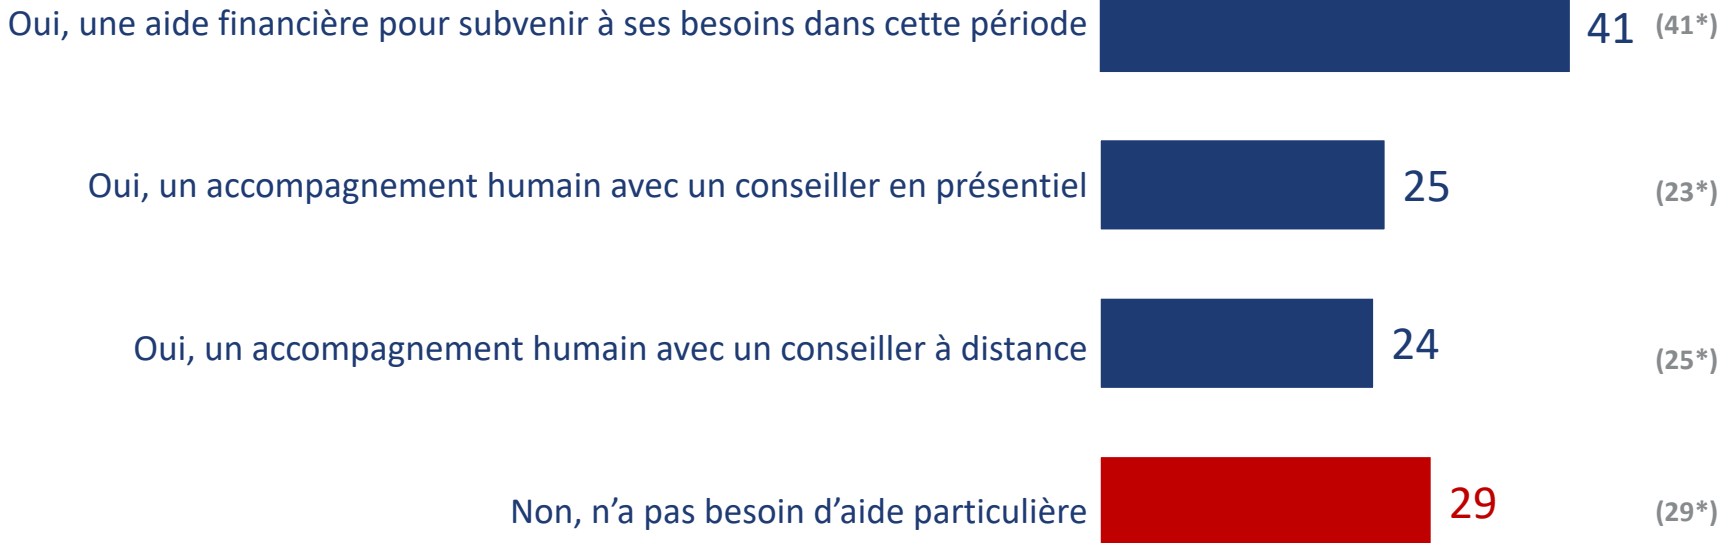 Oui, une aide financière pour subvenir à ses besoins dans cette période 41 (41*)
Oui, un accompagnement humain avec un conseiller en présentiel 25 (23*)
Oui, un accompagnement humain avec un conseiller à distance 24 (25*)
Non, n’a pas besoin d’aide particulière 29 (29*)